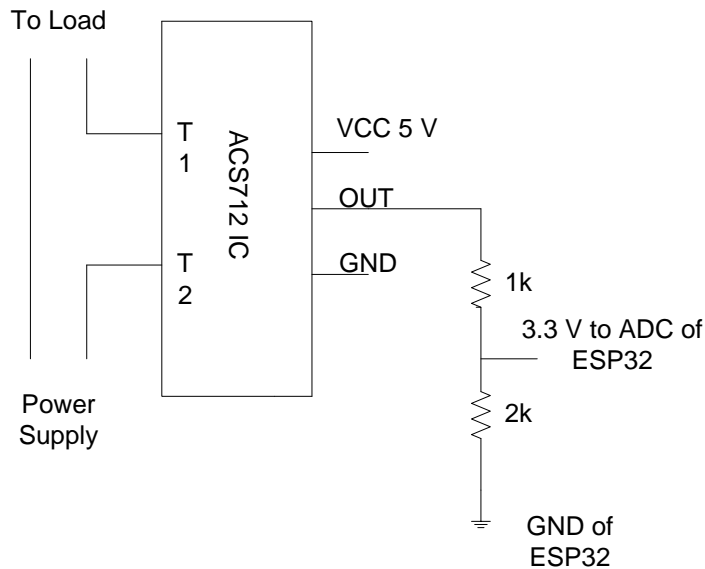 To Load
T
1
T
2
ACS712 IC
VCC 5 V
OUT
GND
1k
3.3 V to ADC of
ESP32
2k
Power
Supply
GND of
ESP32